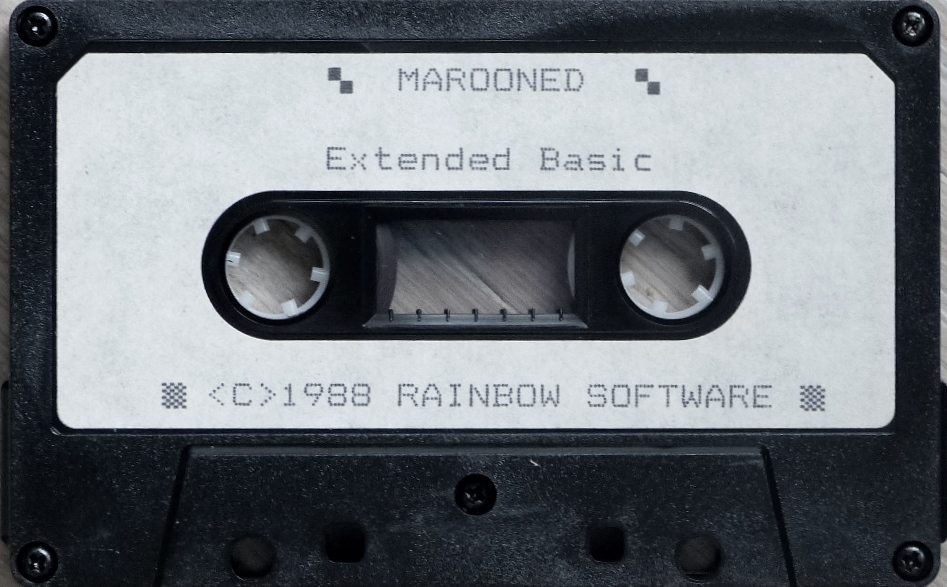 MAROONED
Extended Basic
<C>1988 RAINBOW SOFTWARE